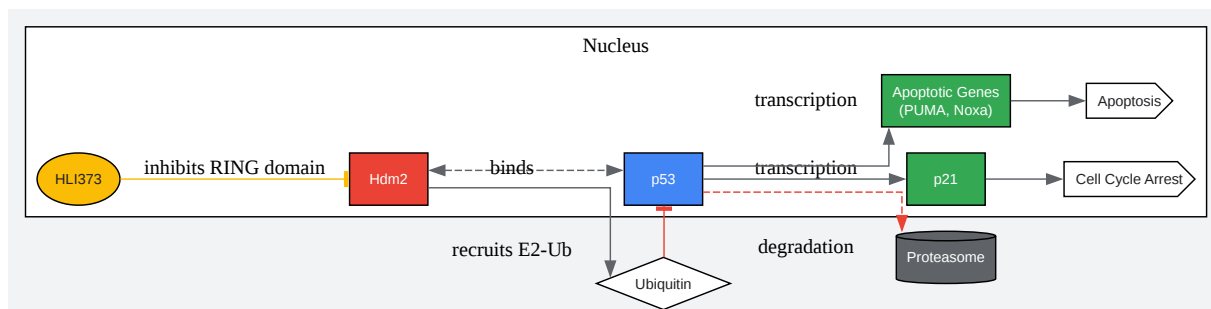 Nucleus
transcription
Apoptotic Genes
(PUMA, Noxa)
Apoptosis
HLI373
inhibits RING domain
Hdm2
binds
p53
transcription
p21
Cell Cycle Arrest
recruits E2-Ub
degradation
Proteasome
Ubiquitin